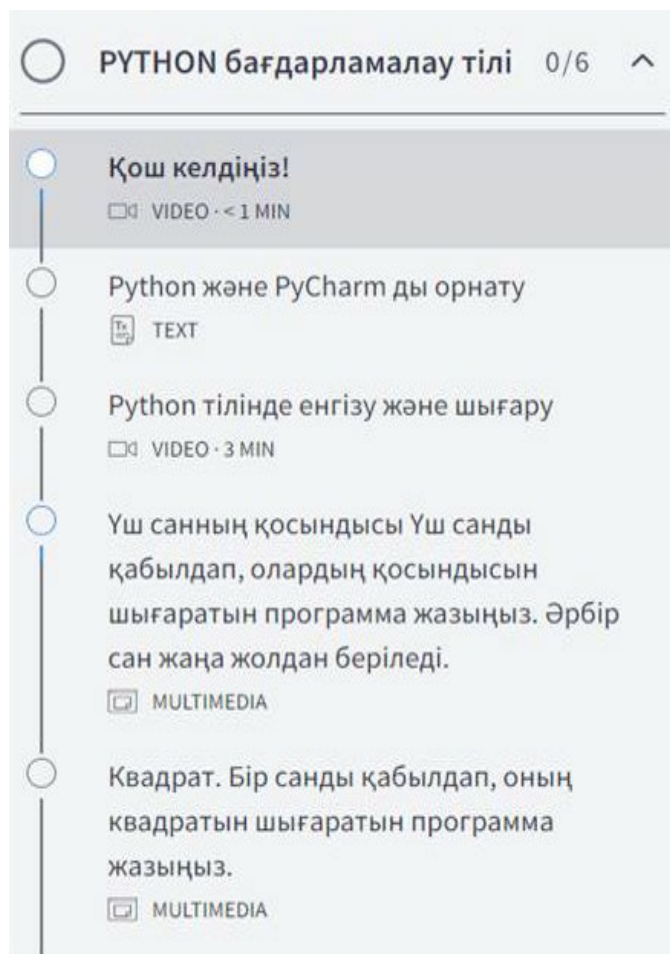 PYTHON бағдарламалау тілі 0/6
Қош келдіңіз!
VIDEO · < 1 MIN
Python және PyCharm ды орнату
TEXT
Python тілінде енгізу және шығару
VIDEO · 3 MIN
Үш санның қосындысы Үш санды
қабылдап, олардың қосындысын
шығаратын программа жазыңыз. Әрбір
сан жаңа жолдан беріледі.
MULTIMEDIA
Квадрат. Бір санды қабылдап, оның
квадратын шығаратын программа
жазыңыз.
MULTIMEDIA